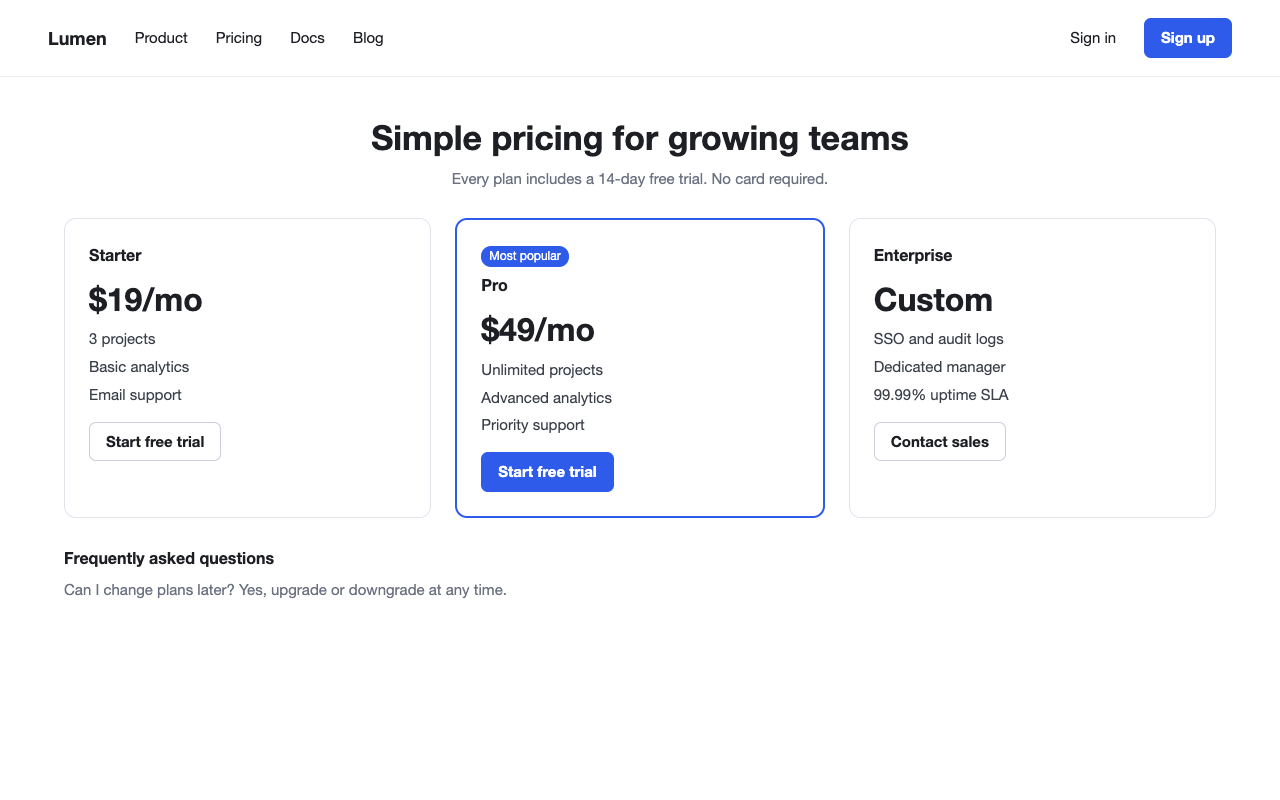 Lumen Product Pricing Docs Blog Sign in Sign up
Simple pricing for growing teams
Every plan includes a 14-day free trial. No card required.
Starter
$19/mo
3 projects
Basic analytics
Email support
Start free trial
Most popular
Pro
$49/mo
Unlimited projects
Advanced analytics
Priority support
Start free trial
Enterprise
Custom
SSO and audit logs
Dedicated manager
99.99% uptime SLA
Contact sales
Frequently asked questions
Can I change plans later? Yes, upgrade or downgrade at any time.